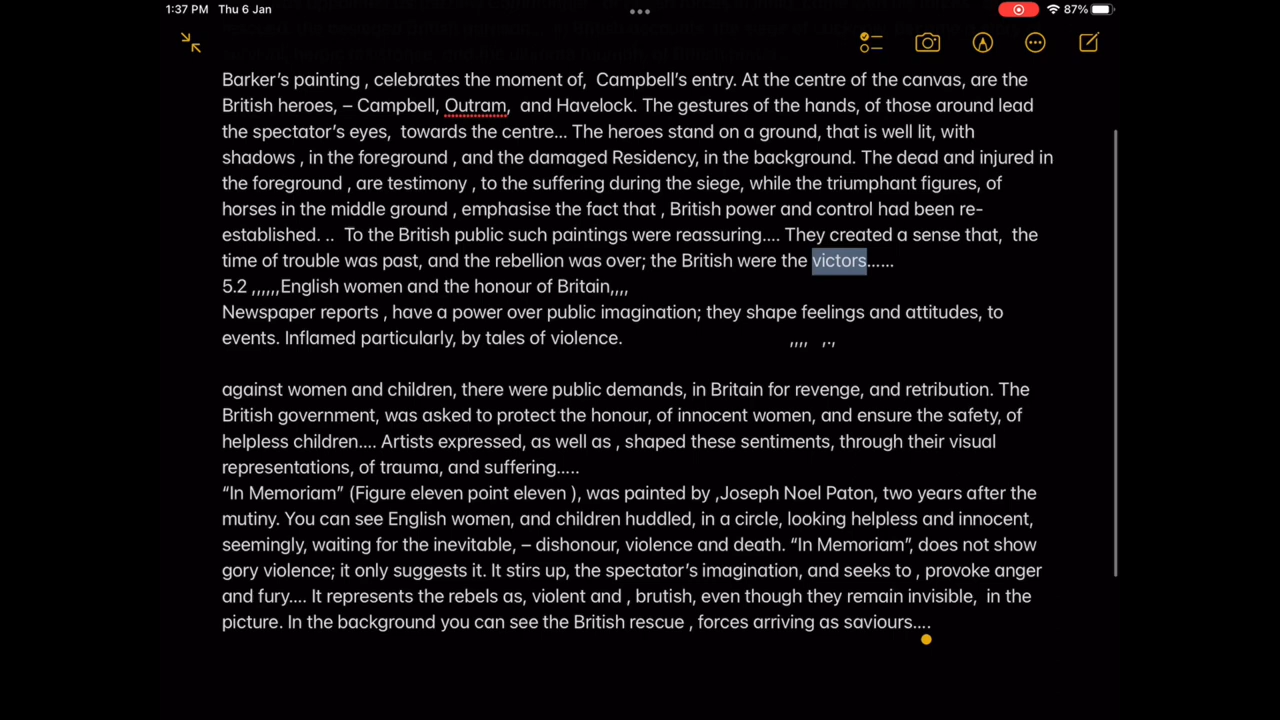 1:37 PM Thu 6 Jan
87%
Barker's painting , celebrates the moment of,  Campbell's entry. At the centre of the canvas, are the
British heroes, – Campbell, Outram,  and Havelock. The gestures of the hands, of those around lead
the spectator's eyes,  towards the centre... The heroes stand on a ground, that is well lit, with
shadows , in the foreground , and the damaged Residency, in the background. The dead and injured in
the foreground , are testimony , to the suffering during the siege, while the triumphant figures, of
horses in the middle ground , emphasise the fact that , British power and control had been re-
established. ..  To the British public such paintings were reassuring.... They created a sense that,  the
time of trouble was past, and the rebellion was over; the British were the victors......
5.2 ,,,,,,English women and the honour of Britain,,,,
Newspaper reports , have a power over public imagination; they shape feelings and attitudes, to
events. Inflamed particularly, by tales of violence. ,,,, ,.,
against women and children, there were public demands, in Britain for revenge, and retribution. The
British government, was asked to protect the honour, of innocent women, and ensure the safety, of
helpless children.... Artists expressed, as well as , shaped these sentiments, through their visual
representations, of trauma, and suffering.....
“In Memoriam” (Figure eleven point eleven ), was painted by ,Joseph Noel Paton, two years after the
mutiny. You can see English women, and children huddled, in a circle, looking helpless and innocent,
seemingly, waiting for the inevitable, – dishonour, violence and death. “In Memoriam”, does not show
gory violence; it only suggests it. It stirs up, the spectator's imagination, and seeks to , provoke anger
and fury.... It represents the rebels as, violent and , brutish, even though they remain invisible,  in the
picture. In the background you can see the British rescue , forces arriving as saviours....